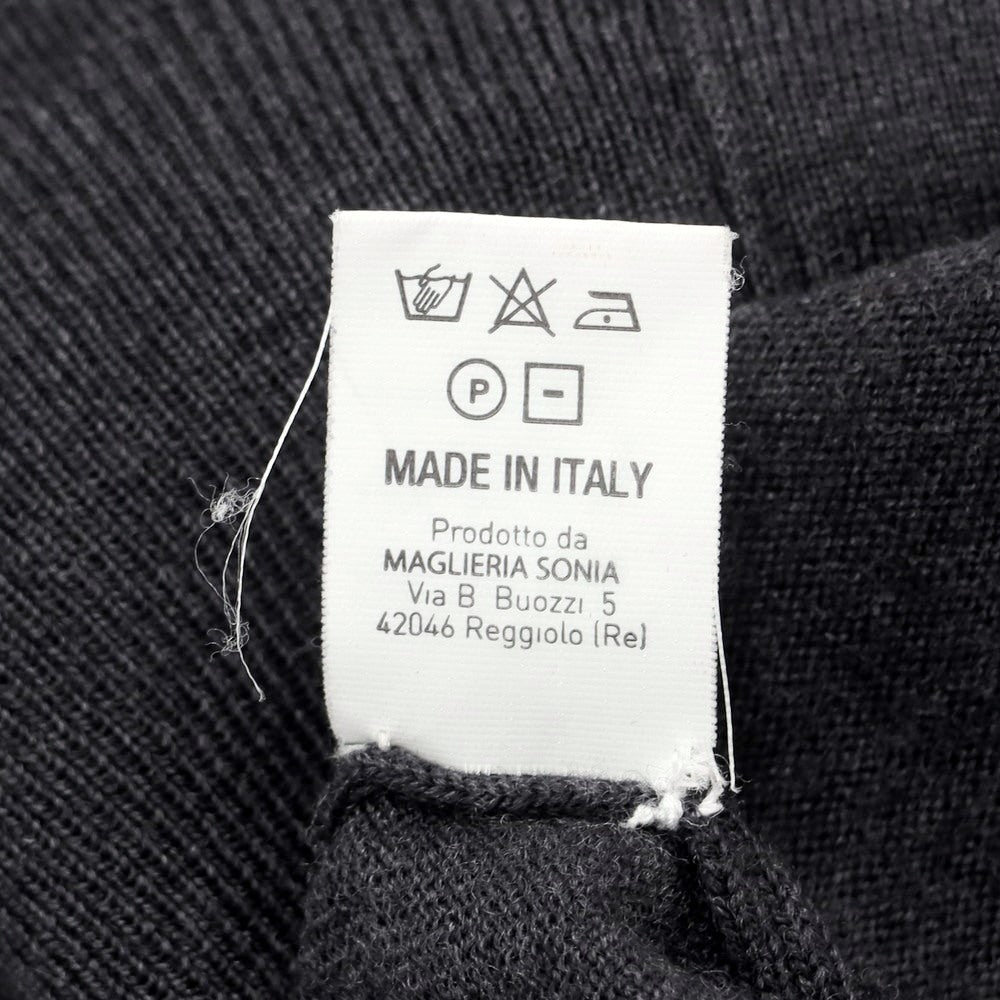 P
MADE IN ITALY
Prodotto da
MAGLIERIA SONIA
Via B Buozzi, 5
42046 Reggiolo (Re)